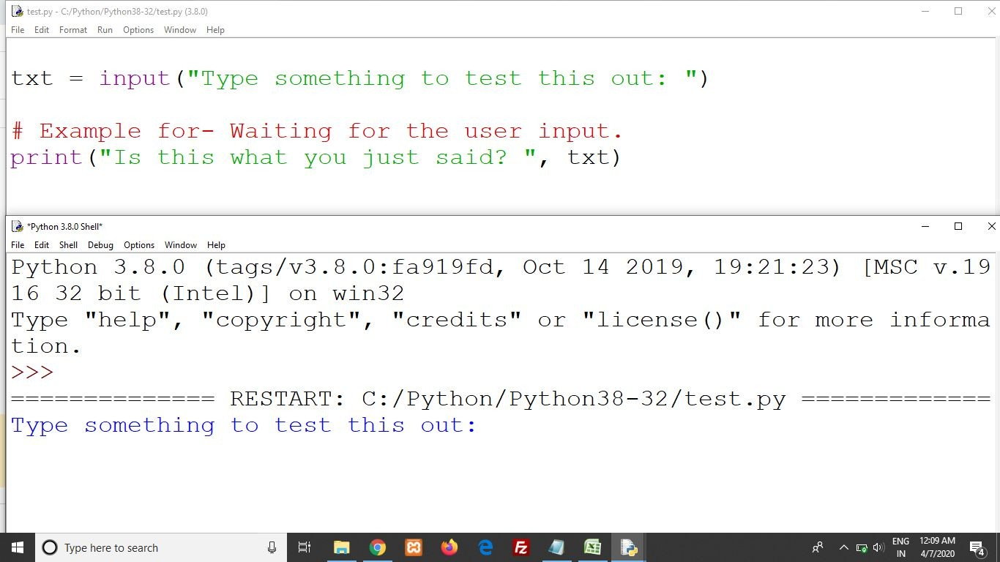 test.py - C:/Python/Python38-32/test.py (3.8.0)
File Edit Format Run Options Window Help
txt = input("Type something to test this out: ")
# Example for- Waiting for the user input.
print("Is this what you just said? ", txt)
*Python 3.8.0 Shell*
File Edit Shell Debug Options Window Help
Python 3.8.0 (tags/v3.8.0:fa919fd, Oct 14 2019, 19:21:23) [MSC v.19
16 32 bit (Intel)] on win32
Type "help", "copyright", "credits" or "license()" for more informa
tion.
>>>
============== RESTART: C:/Python/Python38-32/test.py =============
Type something to test this out:
Type here to search
ENG
IN
12:09 AM
4/7/2020
4